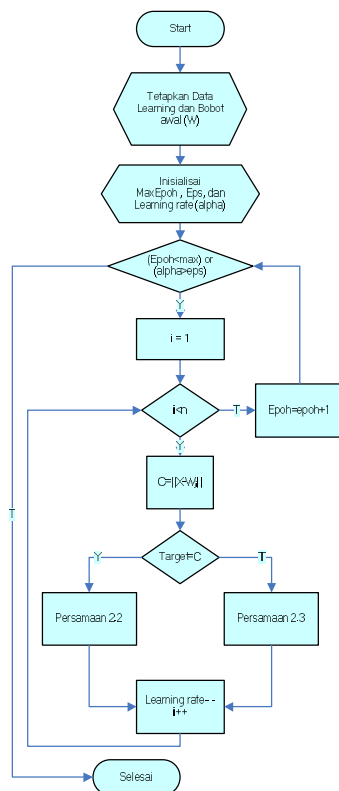 Start
Tetapkan Data
Learning dan Bobot
awal (W)
Inisialisai
MaxEpoh , Eps, dan
Learning rate(alpha)
(Epoh<max) or
(alpha>eps)
Y
i = 1
i<n
T
Epoh=epoh+1
Y
C=||X-Wj||
T
Target=C
Y
T
Persamaan 2.2
Persamaan 2.3
Learning rate--
i++
Selesai